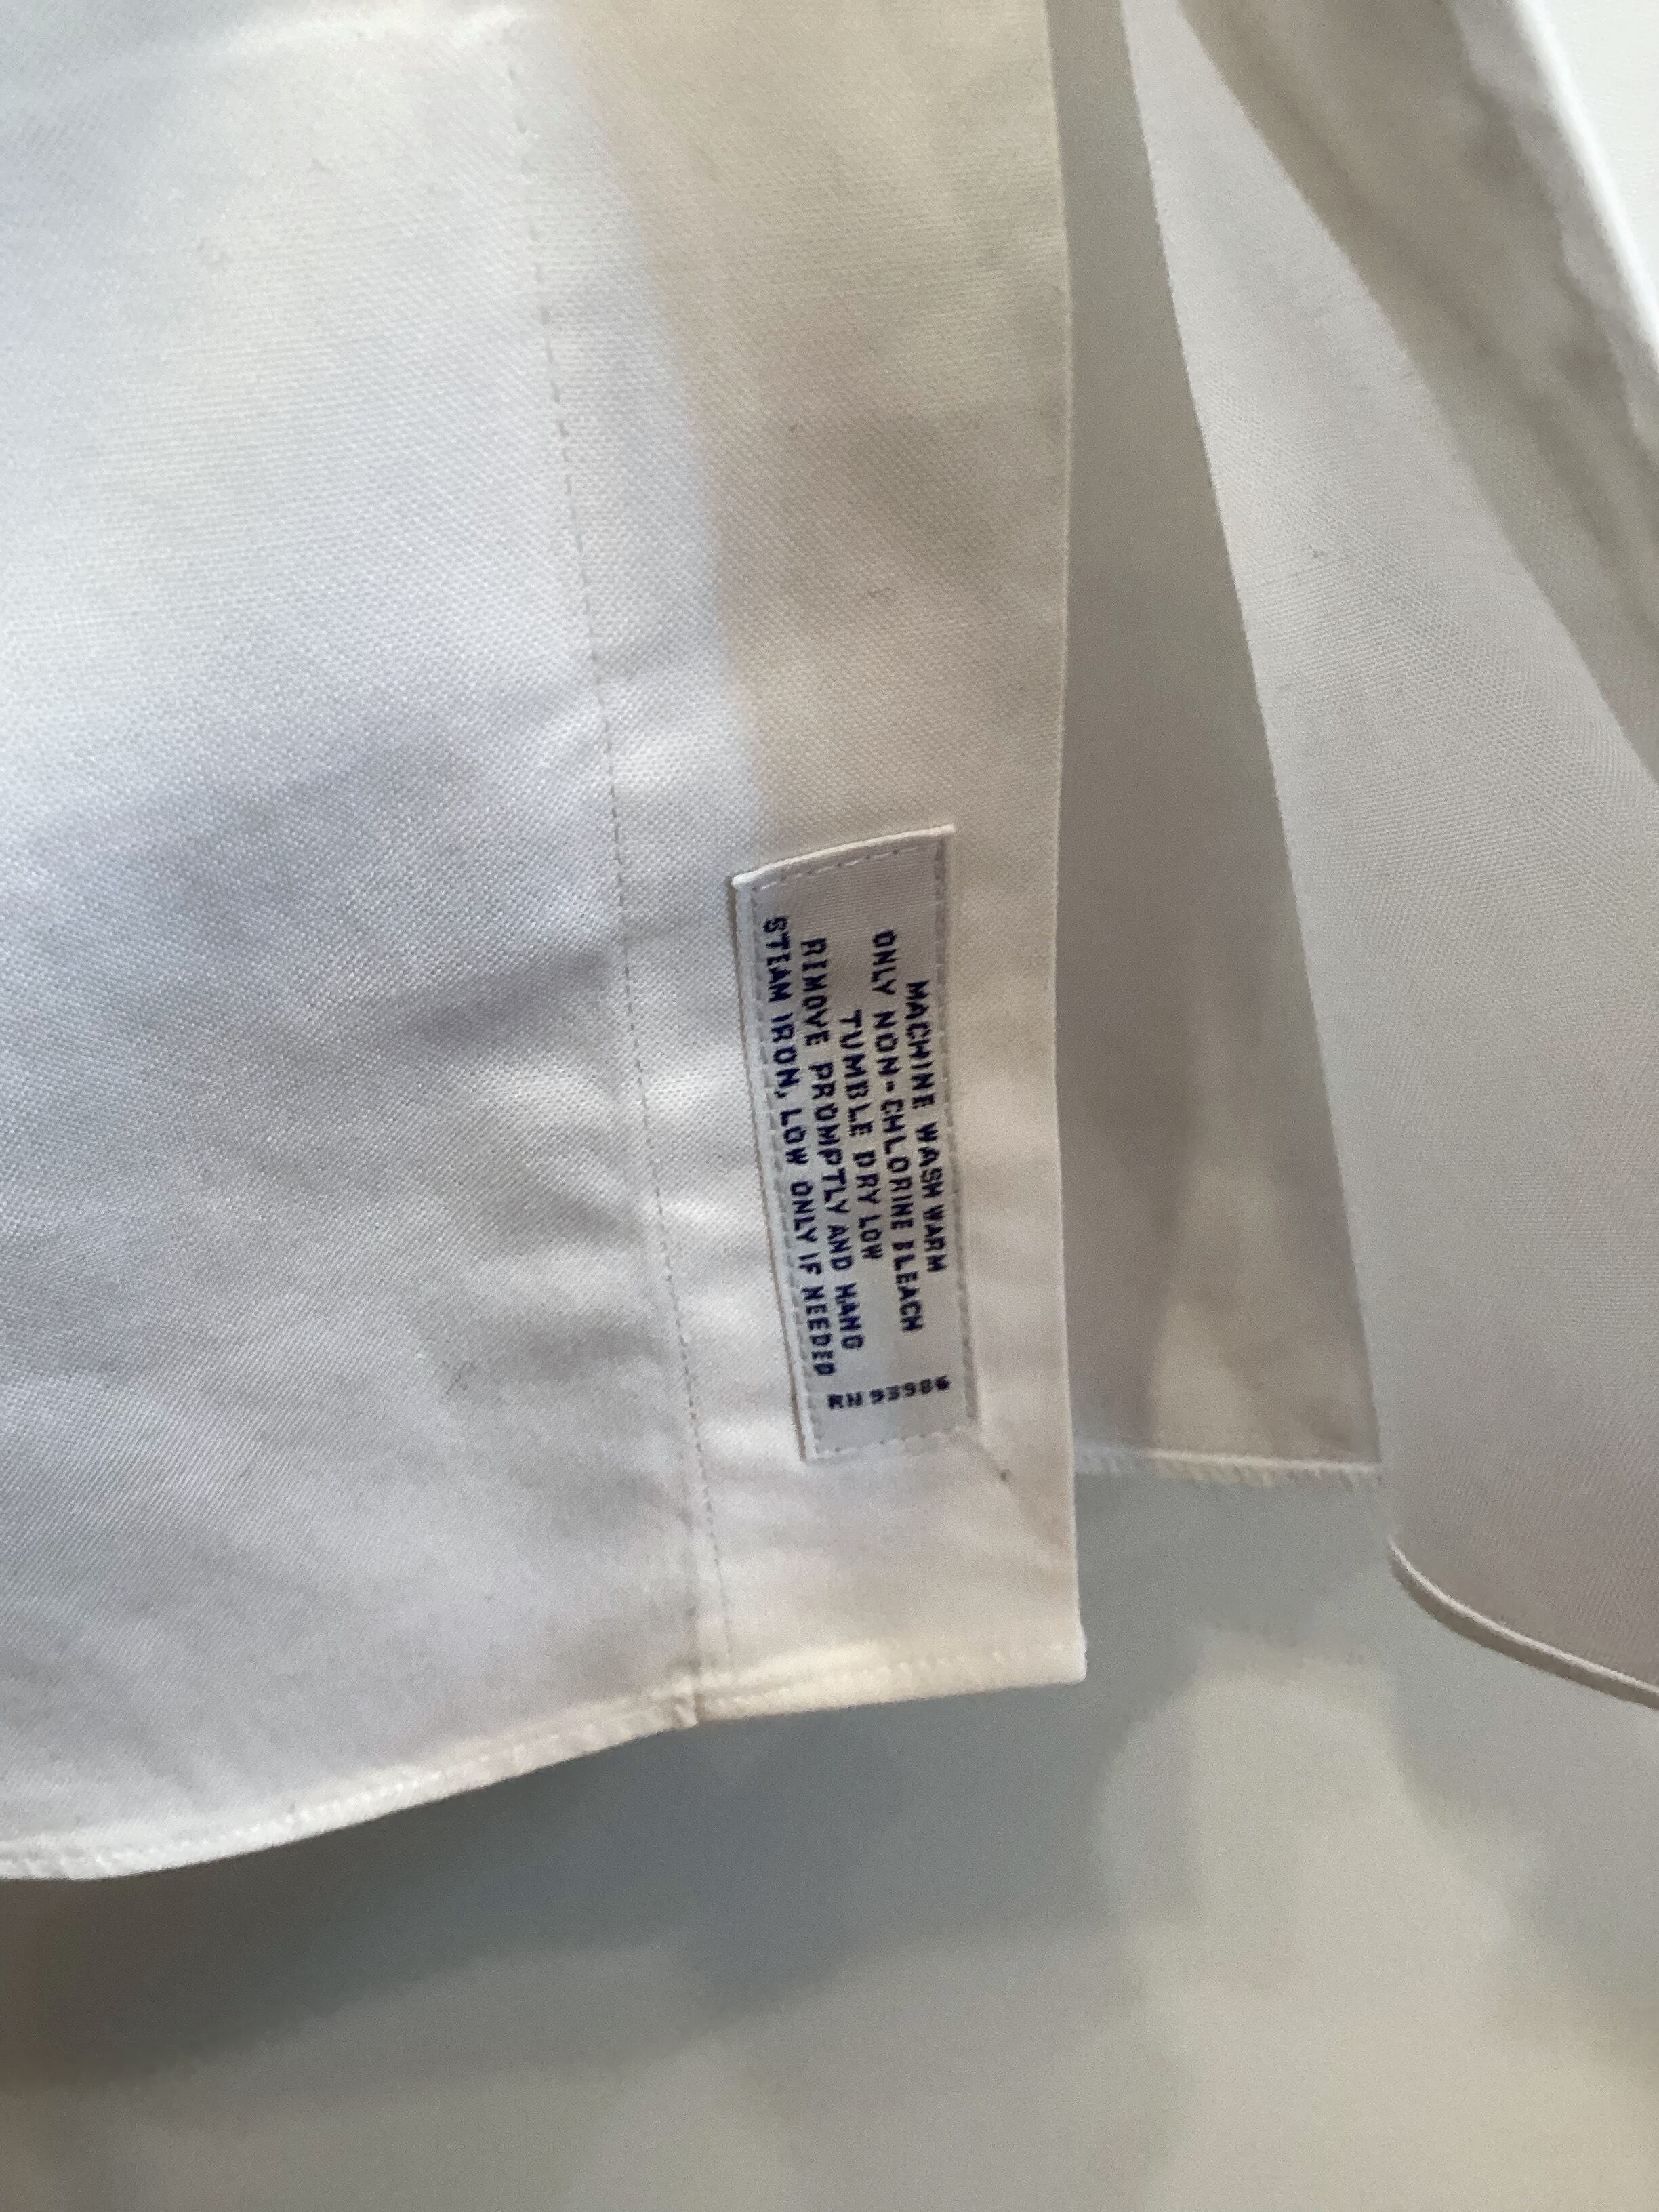 MACHINE WASH WARM
ONLY NON-CHLORINE BLEACH
TUMBLE DRY LOW
REMOVE PROMPTLY AND HANG
STEAM IRON, LOW ONLY IF NEEDED
RN 93986